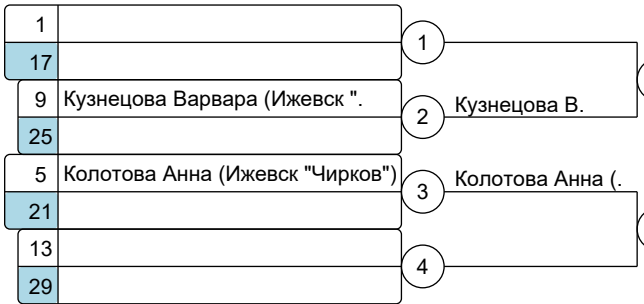 1
1
17
9 Кузнецова Варвара (Ижевск ".
2 Кузнецова В.
25
5 Колотова Анна (Ижевск "Чирков")
3 Колотова Анна (.
21
13
4
29